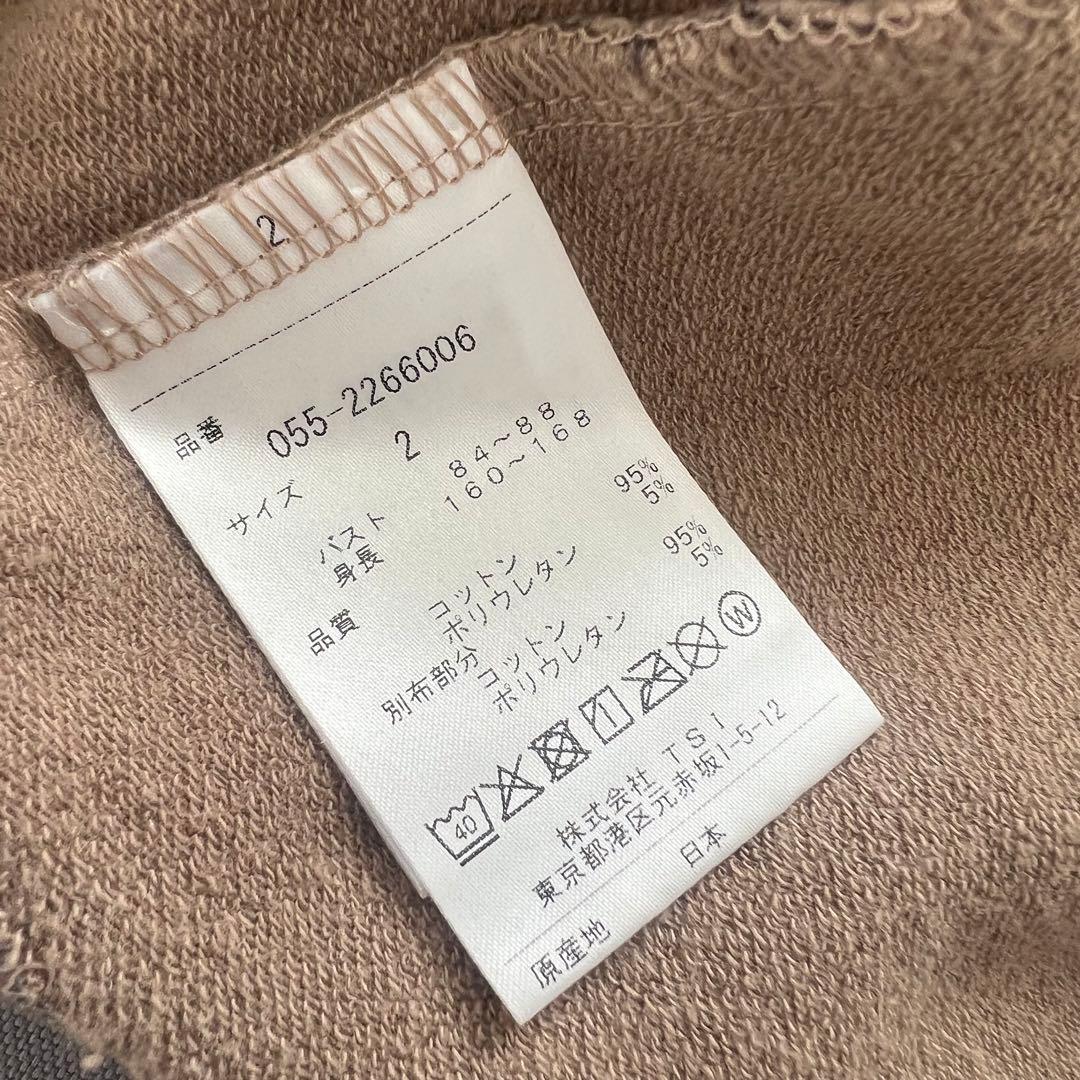 2
品番 055-2266006
サイズ 2
バスト 84～88
身長 160～168
品質 コットン 95%
ポリウレタン 5%
別布部分
コットン 95%
ポリウレタン 5%
40 1 W
株式会社 TSI
東京都港区元赤坂1-5-12
原産地 日本